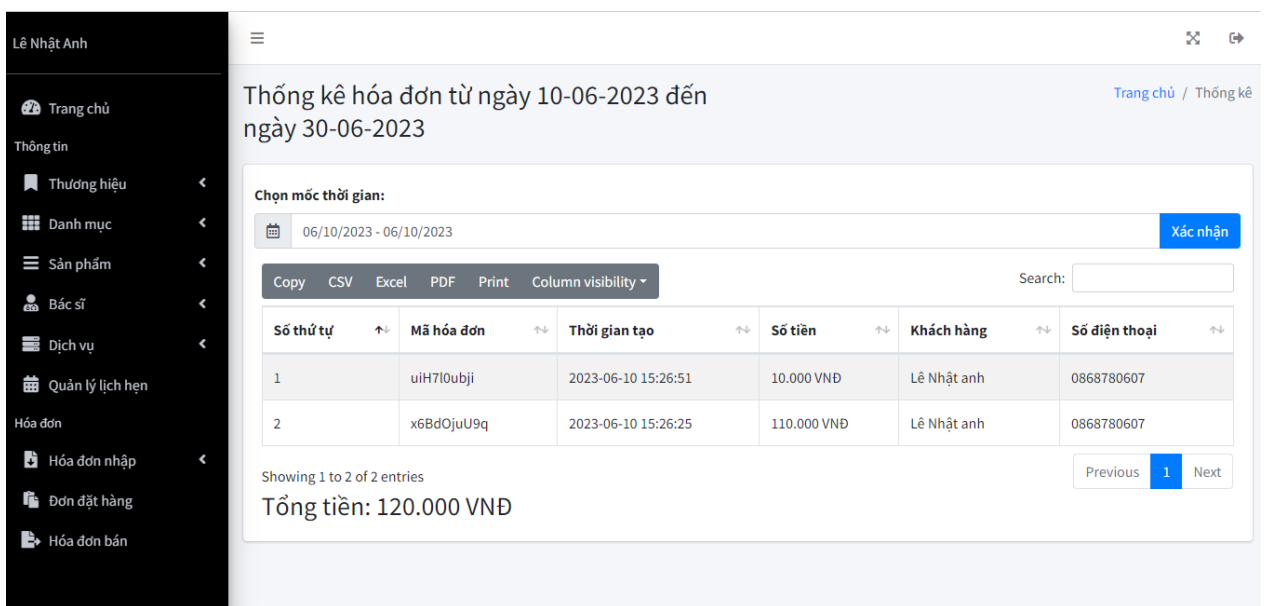 Lê Nhật Anh
Trang chủ
Thông tin
Thương hiệu
Danh mục
Sản phẩm
Bác sĩ
Dịch vụ
Quản lý lịch hẹn
Hóa đơn
Hóa đơn nhập
Đơn đặt hàng
Hóa đơn bán
Thống kê hóa đơn từ ngày 10-06-2023 đến
ngày 30-06-2023
Trang chủ / Thống kê
Chọn mốc thời gian:
06/10/2023 - 06/10/2023 Xác nhận
Copy CSV Excel PDF Print Column visibility Search:
Số thứ tự Mã hóa đơn Thời gian tạo Số tiền Khách hàng Số điện thoại
1 uiH7l0ubji 2023-06-10 15:26:51 10.000 VNĐ Lê Nhật anh 0868780607
2 x6BdOjuU9q 2023-06-10 15:26:25 110.000 VNĐ Lê Nhật anh 0868780607
Showing 1 to 2 of 2 entries Previous 1 Next
Tổng tiền: 120.000 VNĐ